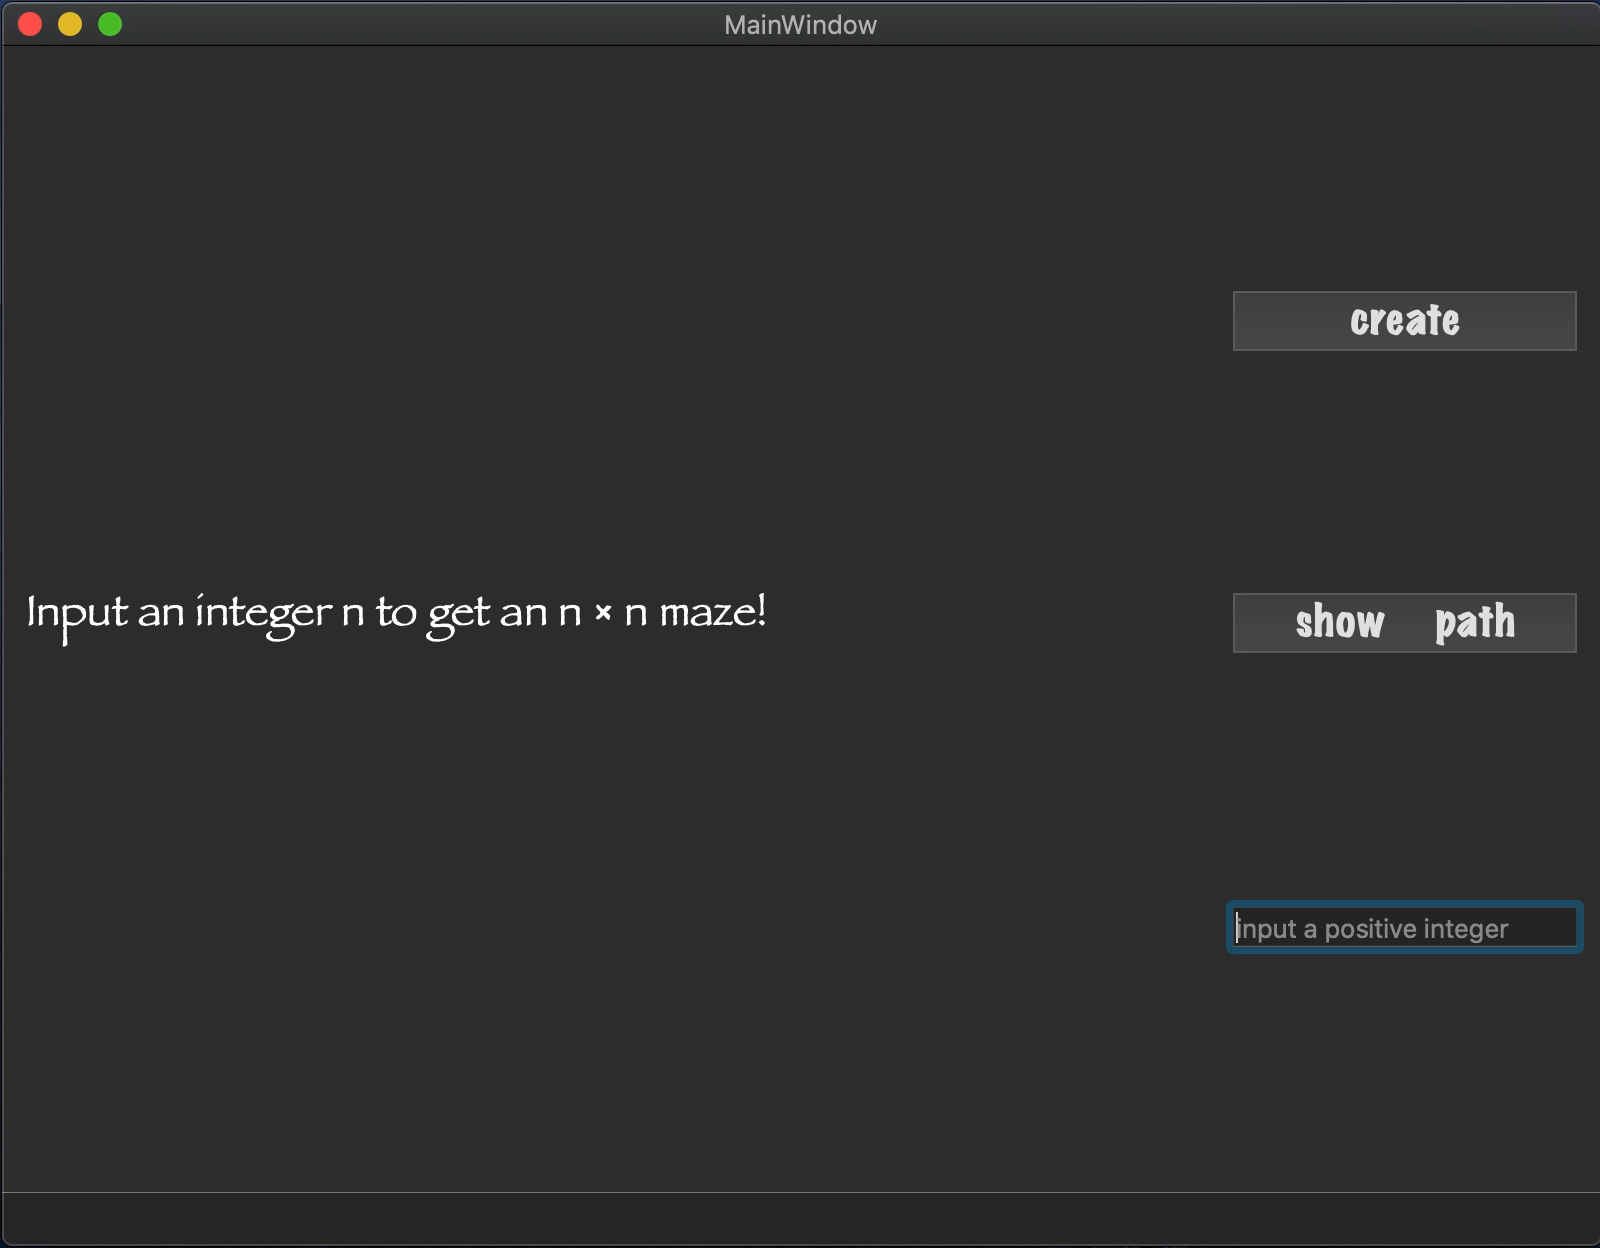 MainWindow
create
Input an integer n to get an n × n maze!
show path
input a positive integer